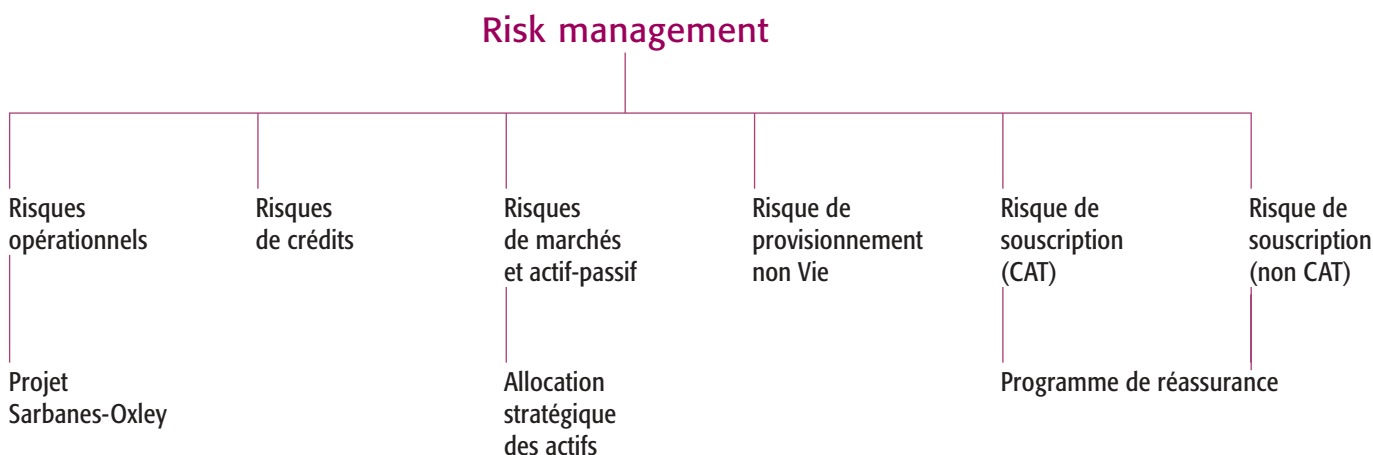 Risk management
Risques
opérationnels
Risques
de crédits
Risques
de marchés
et actif-passif
Risque de
provisionnement
non Vie
Risque de
souscription
(CAT)
Risque de
souscription
(non CAT)
Projet
Sarbanes-Oxley
Allocation
stratégique
des actifs
Programme de réassurance